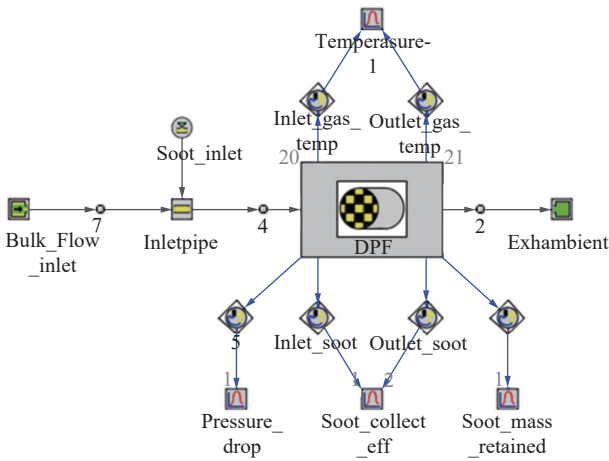 Temperasure-
1
Inlet_gas_
temp
Outlet_gas_
temp
Soot_inlet
20
21
7
4
2
Bulk_Flow
_inlet
Inletpipe
DPF
Exhambient
5
Inlet_soot
Outlet_soot
1
1
2
1
Pressure_
drop
Soot_collect
_eff
Soot_mass
_retained